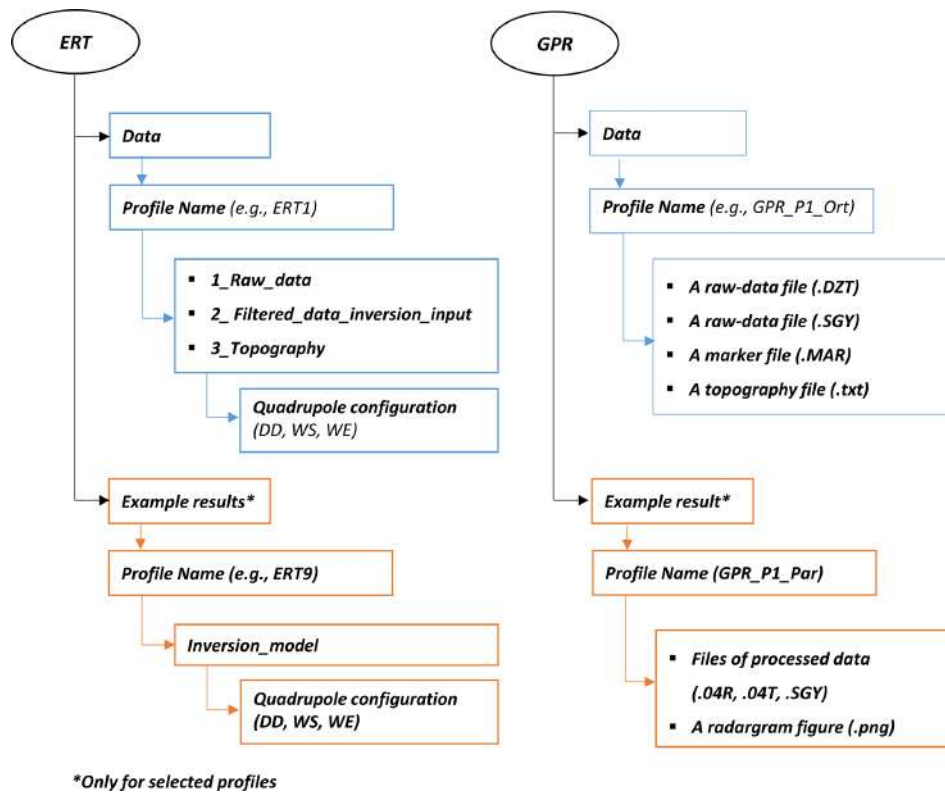 ERT
Data
Profile Name (e.g., ERT1)
▪ 1_Raw_data
▪ 2_ Filtered_data_inversion_input
▪ 3_Topography
Quadrupole configuration
(DD, WS, WE)
Example results*
Profile Name (e.g., ERT9)
Inversion_model
Quadrupole configuration
(DD, WS, WE)
GPR
Data
Profile Name (e.g., GPR_P1_Ort)
▪ A raw-data file (.DZT)
▪ A raw-data file (.SGY)
▪ A marker file (.MAR)
▪ A topography file (.txt)
Example result*
Profile Name (GPR_P1_Par)
▪ Files of processed data
(.04R, .04T, .SGY)
▪ A radargram figure (.png)
*Only for selected profiles